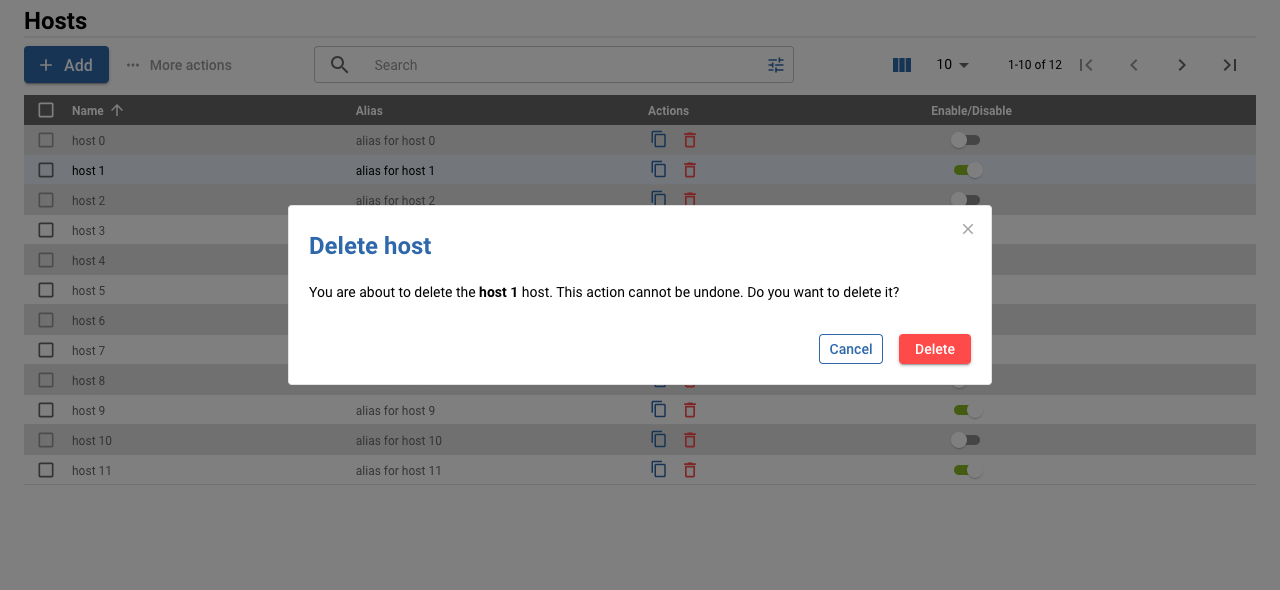 Hosts
Add
More actions
Search
10
1-10 of 12
Name Alias Actions Enable/Disable
host 0 alias for host 0
host 1 alias for host 1
host 2 alias for host 2
host 3
host 4
host 5
host 6
host 7
host 8
host 9 alias for host 9
host 10 alias for host 10
host 11 alias for host 11
Delete host
You are about to delete the host 1 host. This action cannot be undone. Do you want to delete it?
Cancel
Delete